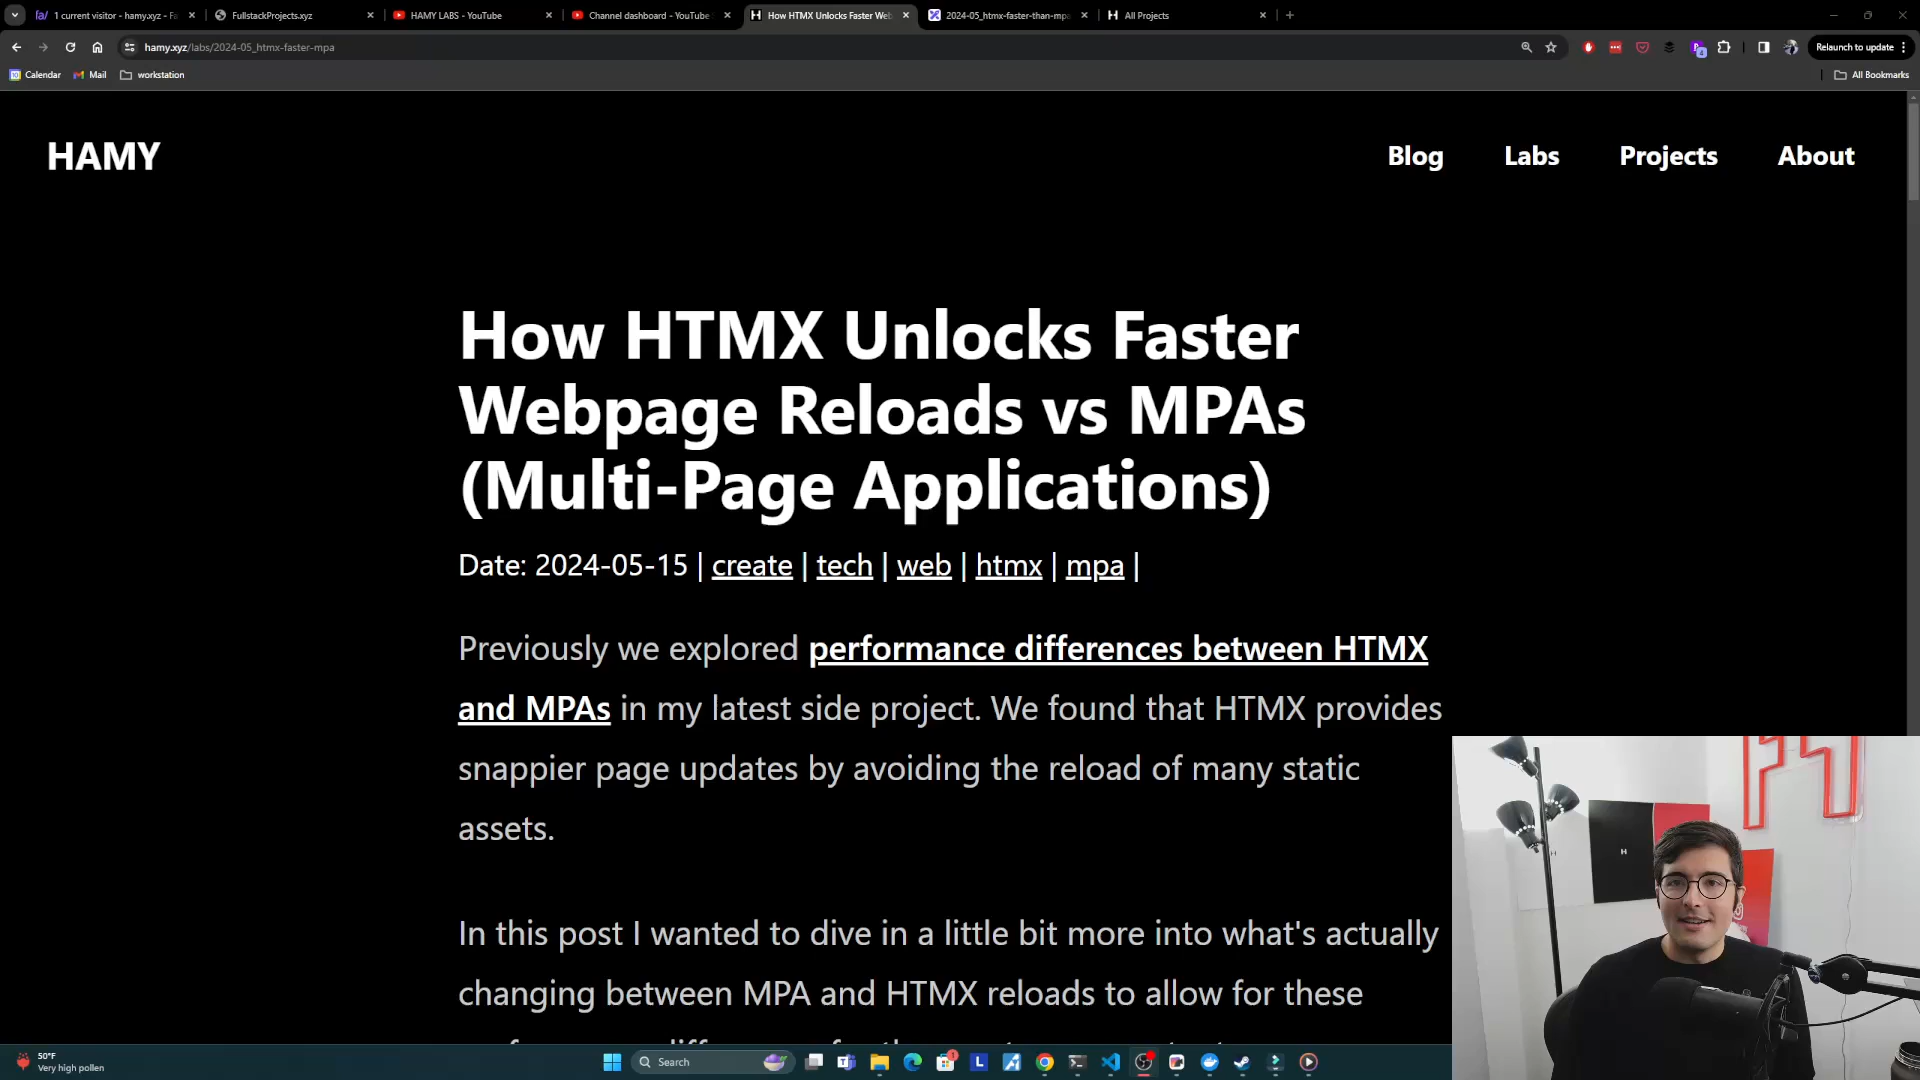 1 current visitor - hamy.xyz - Fa
FullstackProjects.xyz
HAMY LABS - YouTube
Channel dashboard - YouTube
How HTMX Unlocks Faster Web
2024-05_htmx-faster-than-mpa
All Projects
hamy.xyz/labs/2024-05_htmx-faster-mpa
Relaunch to update
Calendar
Mail
workstation
All Bookmarks
HAMY
Blog
Labs
Projects
About
How HTMX Unlocks Faster
Webpage Reloads vs MPAs
(Multi-Page Applications)
Date: 2024-05-15 | create | tech | web | htmx | mpa |
Previously we explored performance differences between HTMX
and MPAs in my latest side project. We found that HTMX provides
snappier page updates by avoiding the reload of many static
assets.
In this post I wanted to dive in a little bit more into what's actually
changing between MPA and HTMX reloads to allow for these
H
50°F
Very high pollen
Search